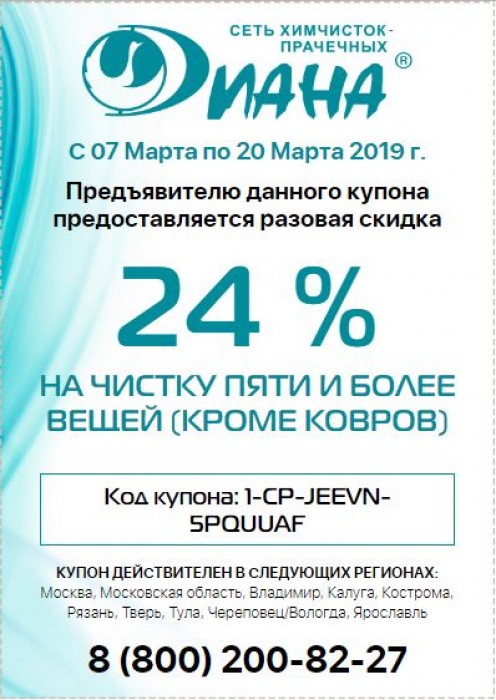 СЕТЬ ХИМЧИСТОК-
ПРАЧЕЧНЫХ
ДИАНА ®
С 07 Марта по 20 Марта 2019 г.
Предъявителю данного купона
предоставляется разовая скидка
24 %
НА ЧИСТКУ ПЯТИ И БОЛЕЕ
ВЕЩЕЙ (КРОМЕ КОВРОВ)
Код купона: 1-CP-JEEVN-
5PQUUAF
КУПОН ДЕЙСТВИТЕЛЕН В СЛЕДУЮЩИХ РЕГИОНАХ:
Москва, Московская область, Владимир, Калуга, Кострома,
Рязань, Тверь, Тула, Череповец/Вологда, Ярославль
8 (800) 200-82-27